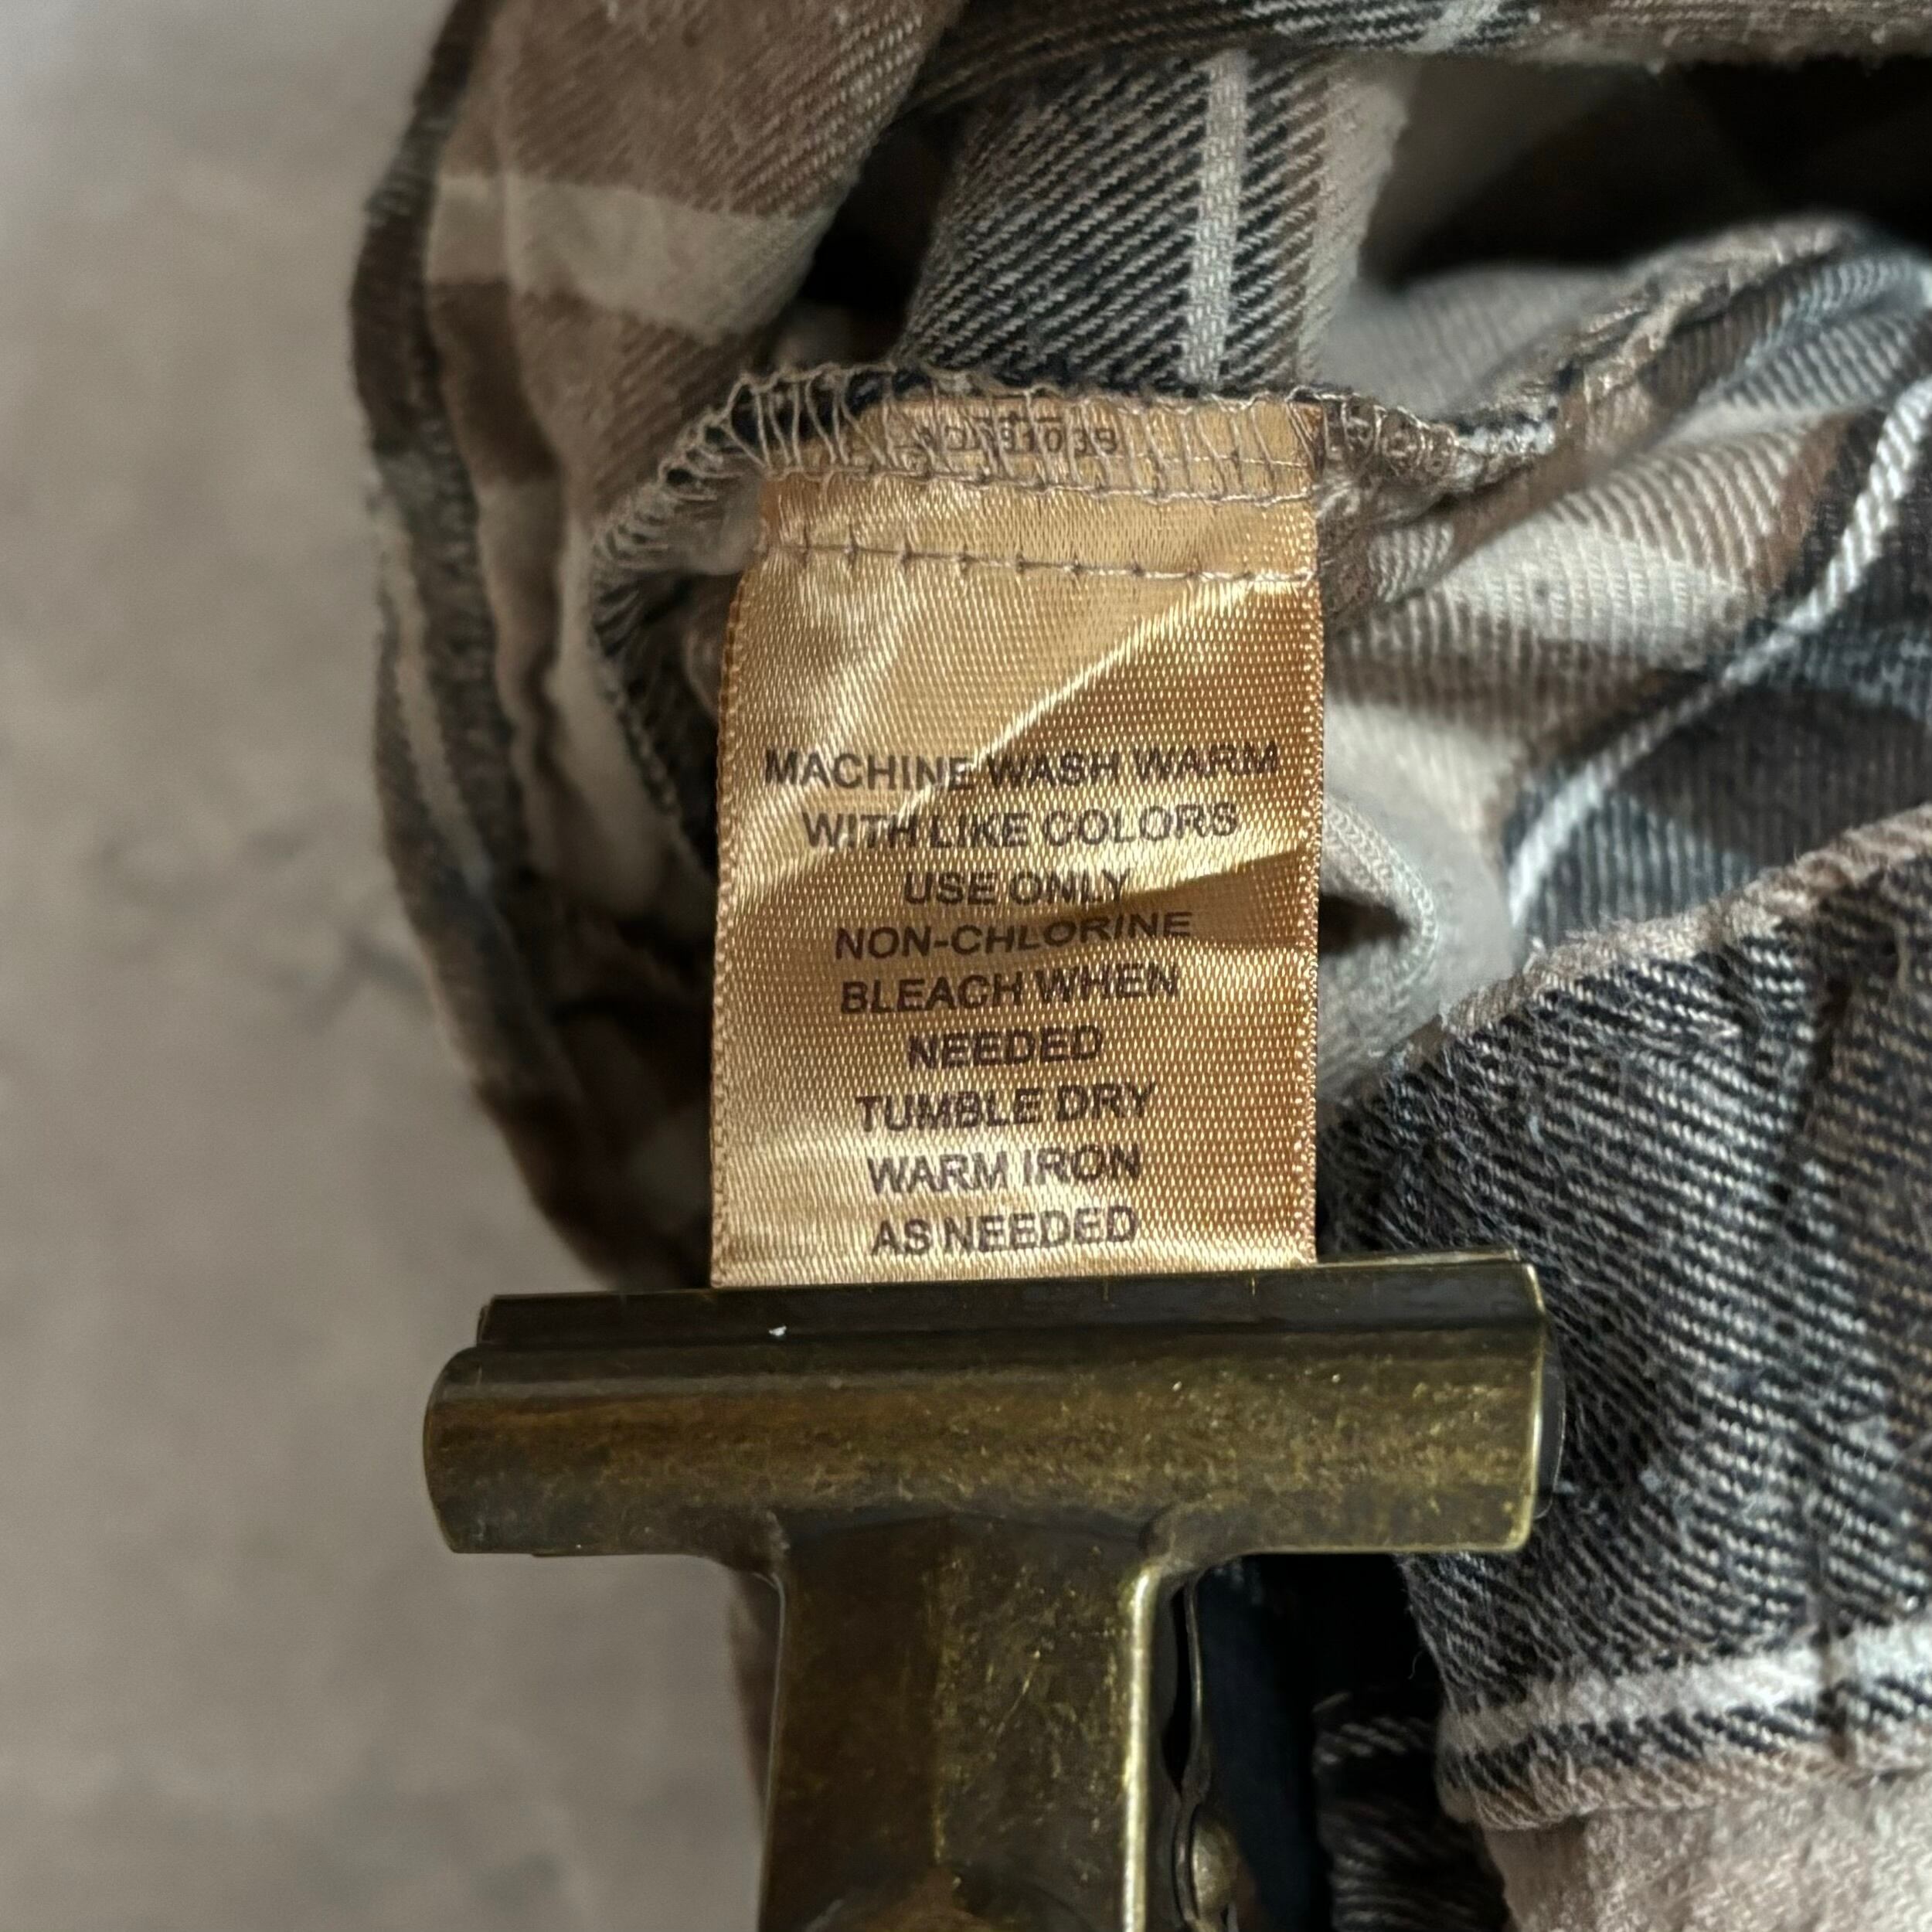 MACHINE WASH WARM
WITH LIKE COLORS
USE ONLY
NON-CHLORINE
BLEACH WHEN
NEEDED
TUMBLE DRY
WARM IRON
AS NEEDED